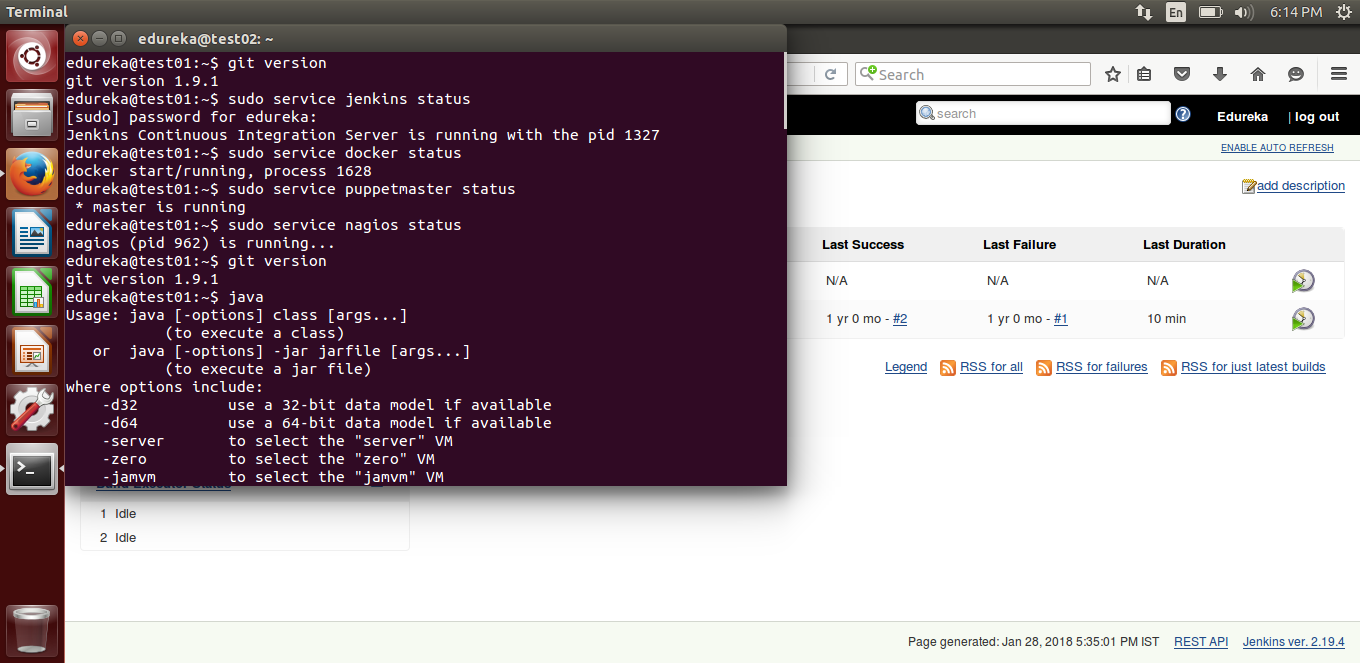 Terminal
En
6:14 PM
edureka@test02: ~
edureka@test01:~$ git version
git version 1.9.1
edureka@test01:~$ sudo service jenkins status
[sudo] password for edureka:
Jenkins Continuous Integration Server is running with the pid 1327
edureka@test01:~$ sudo service docker status
docker start/running, process 1628
edureka@test01:~$ sudo service puppetmaster status
* master is running
edureka@test01:~$ sudo service nagios status
nagios (pid 962) is running...
edureka@test01:~$ git version
git version 1.9.1
edureka@test01:~$ java
Usage: java [-options] class [args...]
(to execute a class)
or java [-options] -jar jarfile [args...]
(to execute a jar file)
where options include:
-d32 use a 32-bit data model if available
-d64 use a 64-bit data model if available
-server to select the "server" VM
-zero to select the "zero" VM
-jamvm to select the "jamvm" VM
Search
search
Edureka | log out
ENABLE AUTO REFRESH
add description
Last Success Last Failure Last Duration
N/A N/A N/A
1 yr 0 mo - #2 1 yr 0 mo - #1 10 min
Legend RSS for all RSS for failures RSS for just latest builds
1 Idle
2 Idle
Page generated: Jan 28, 2018 5:35:01 PM IST REST API Jenkins ver. 2.19.4